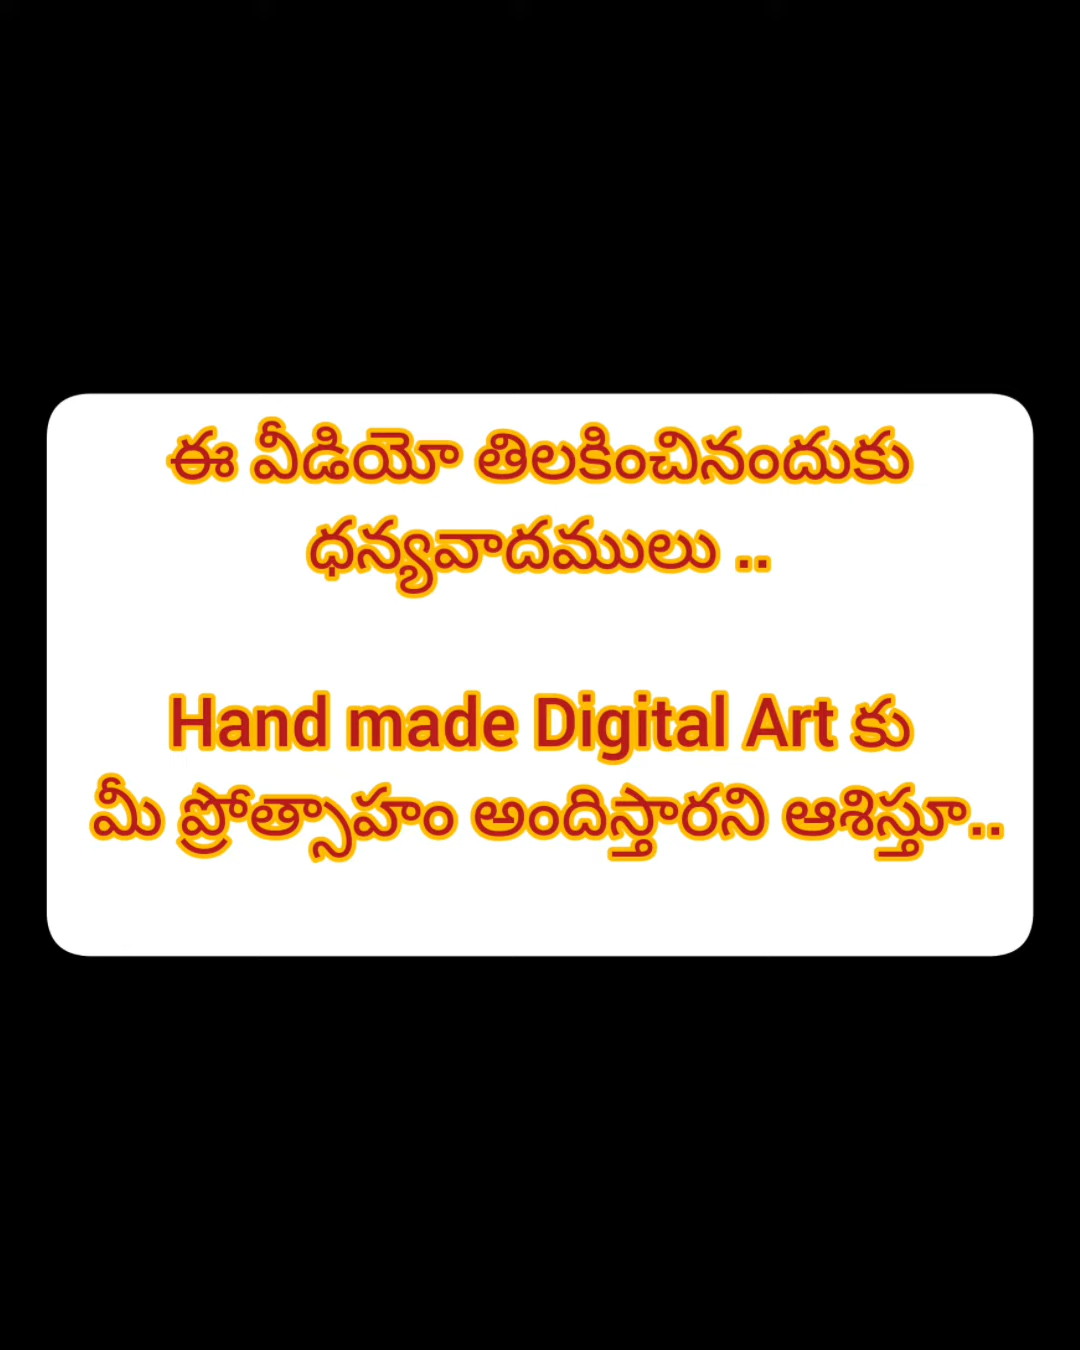 ఈ వీడియో తిలకించినందుకు
ధన్యవాదములు ..
Hand made Digital Art కు
మీ ప్రోత్సాహం అందిస్తారని ఆశిస్తూ..